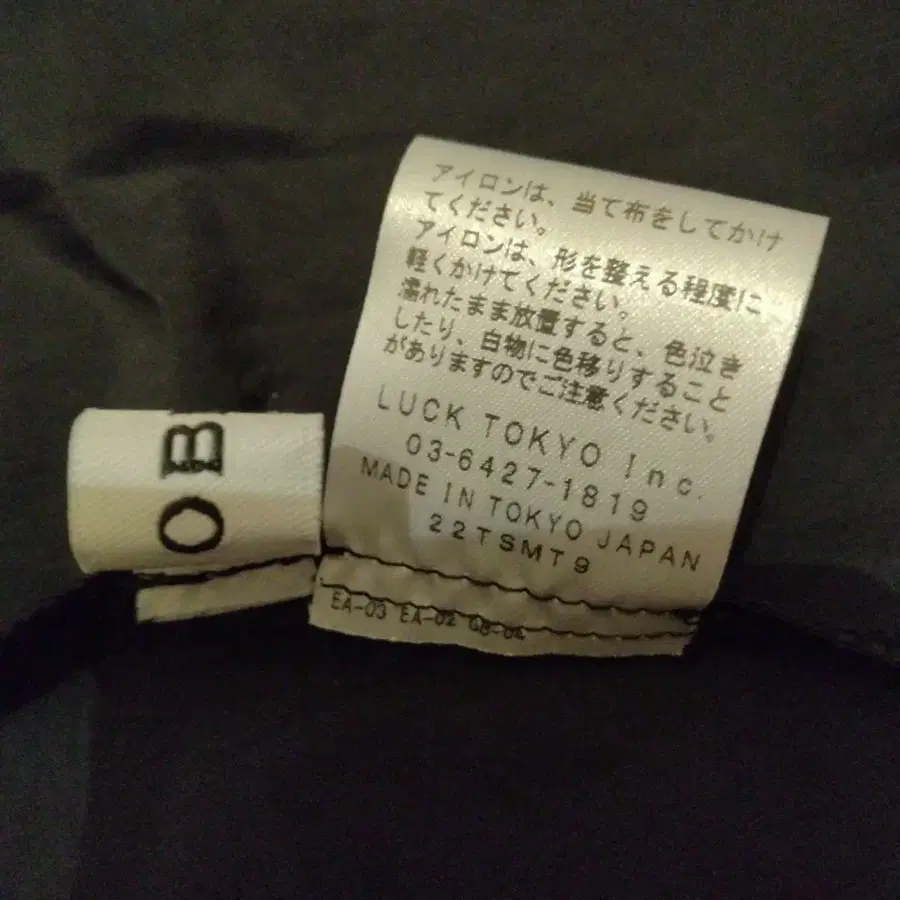 アイロンは、当て布をしてかけ
てください。
アイロンは、形を整える程度に
軽くかけてください。
濡れたまま放置すると、色泣き
したり、白物に色移りすること
がありますのでご注意ください。
LUCK TOKYO Inc.
03-6427-1819
MADE IN TOKYO JAPAN
22TSMT9
EA-03 EA-02
OB